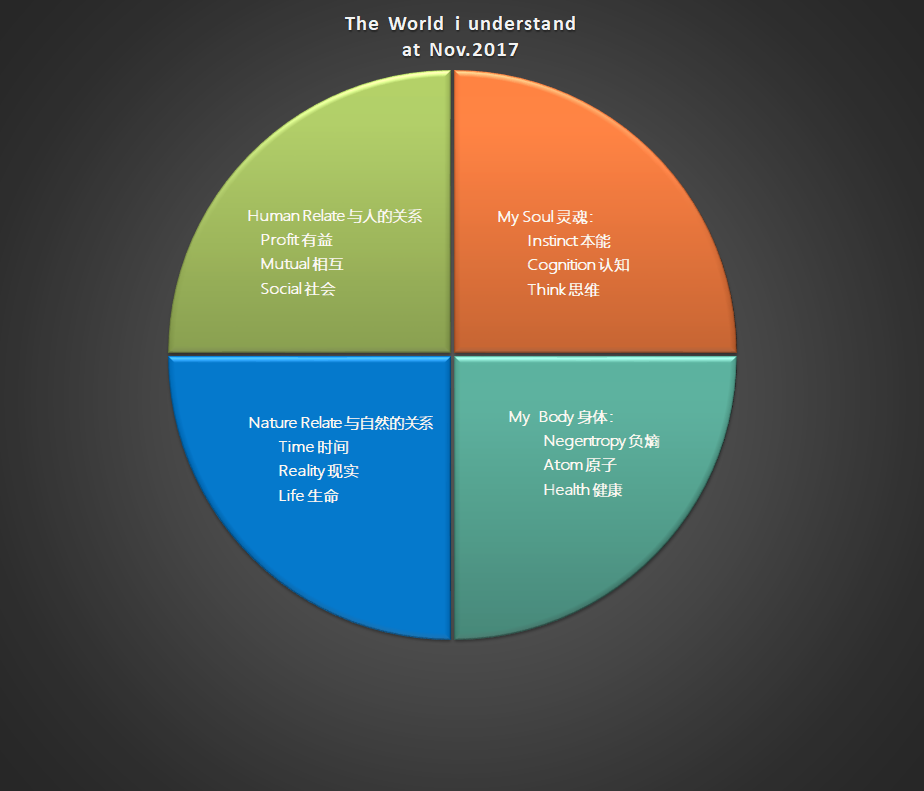 The World i understand
at Nov.2017
Human Relate 与人的关系
Profit 有益
Mutual 相互
Social 社会
My Soul 灵魂：
Instinct 本能
Cognition 认知
Think 思维
Nature Relate 与自然的关系
Time 时间
Reality 现实
Life 生命
My Body 身体：
Negentropy 负熵
Atom 原子
Health 健康